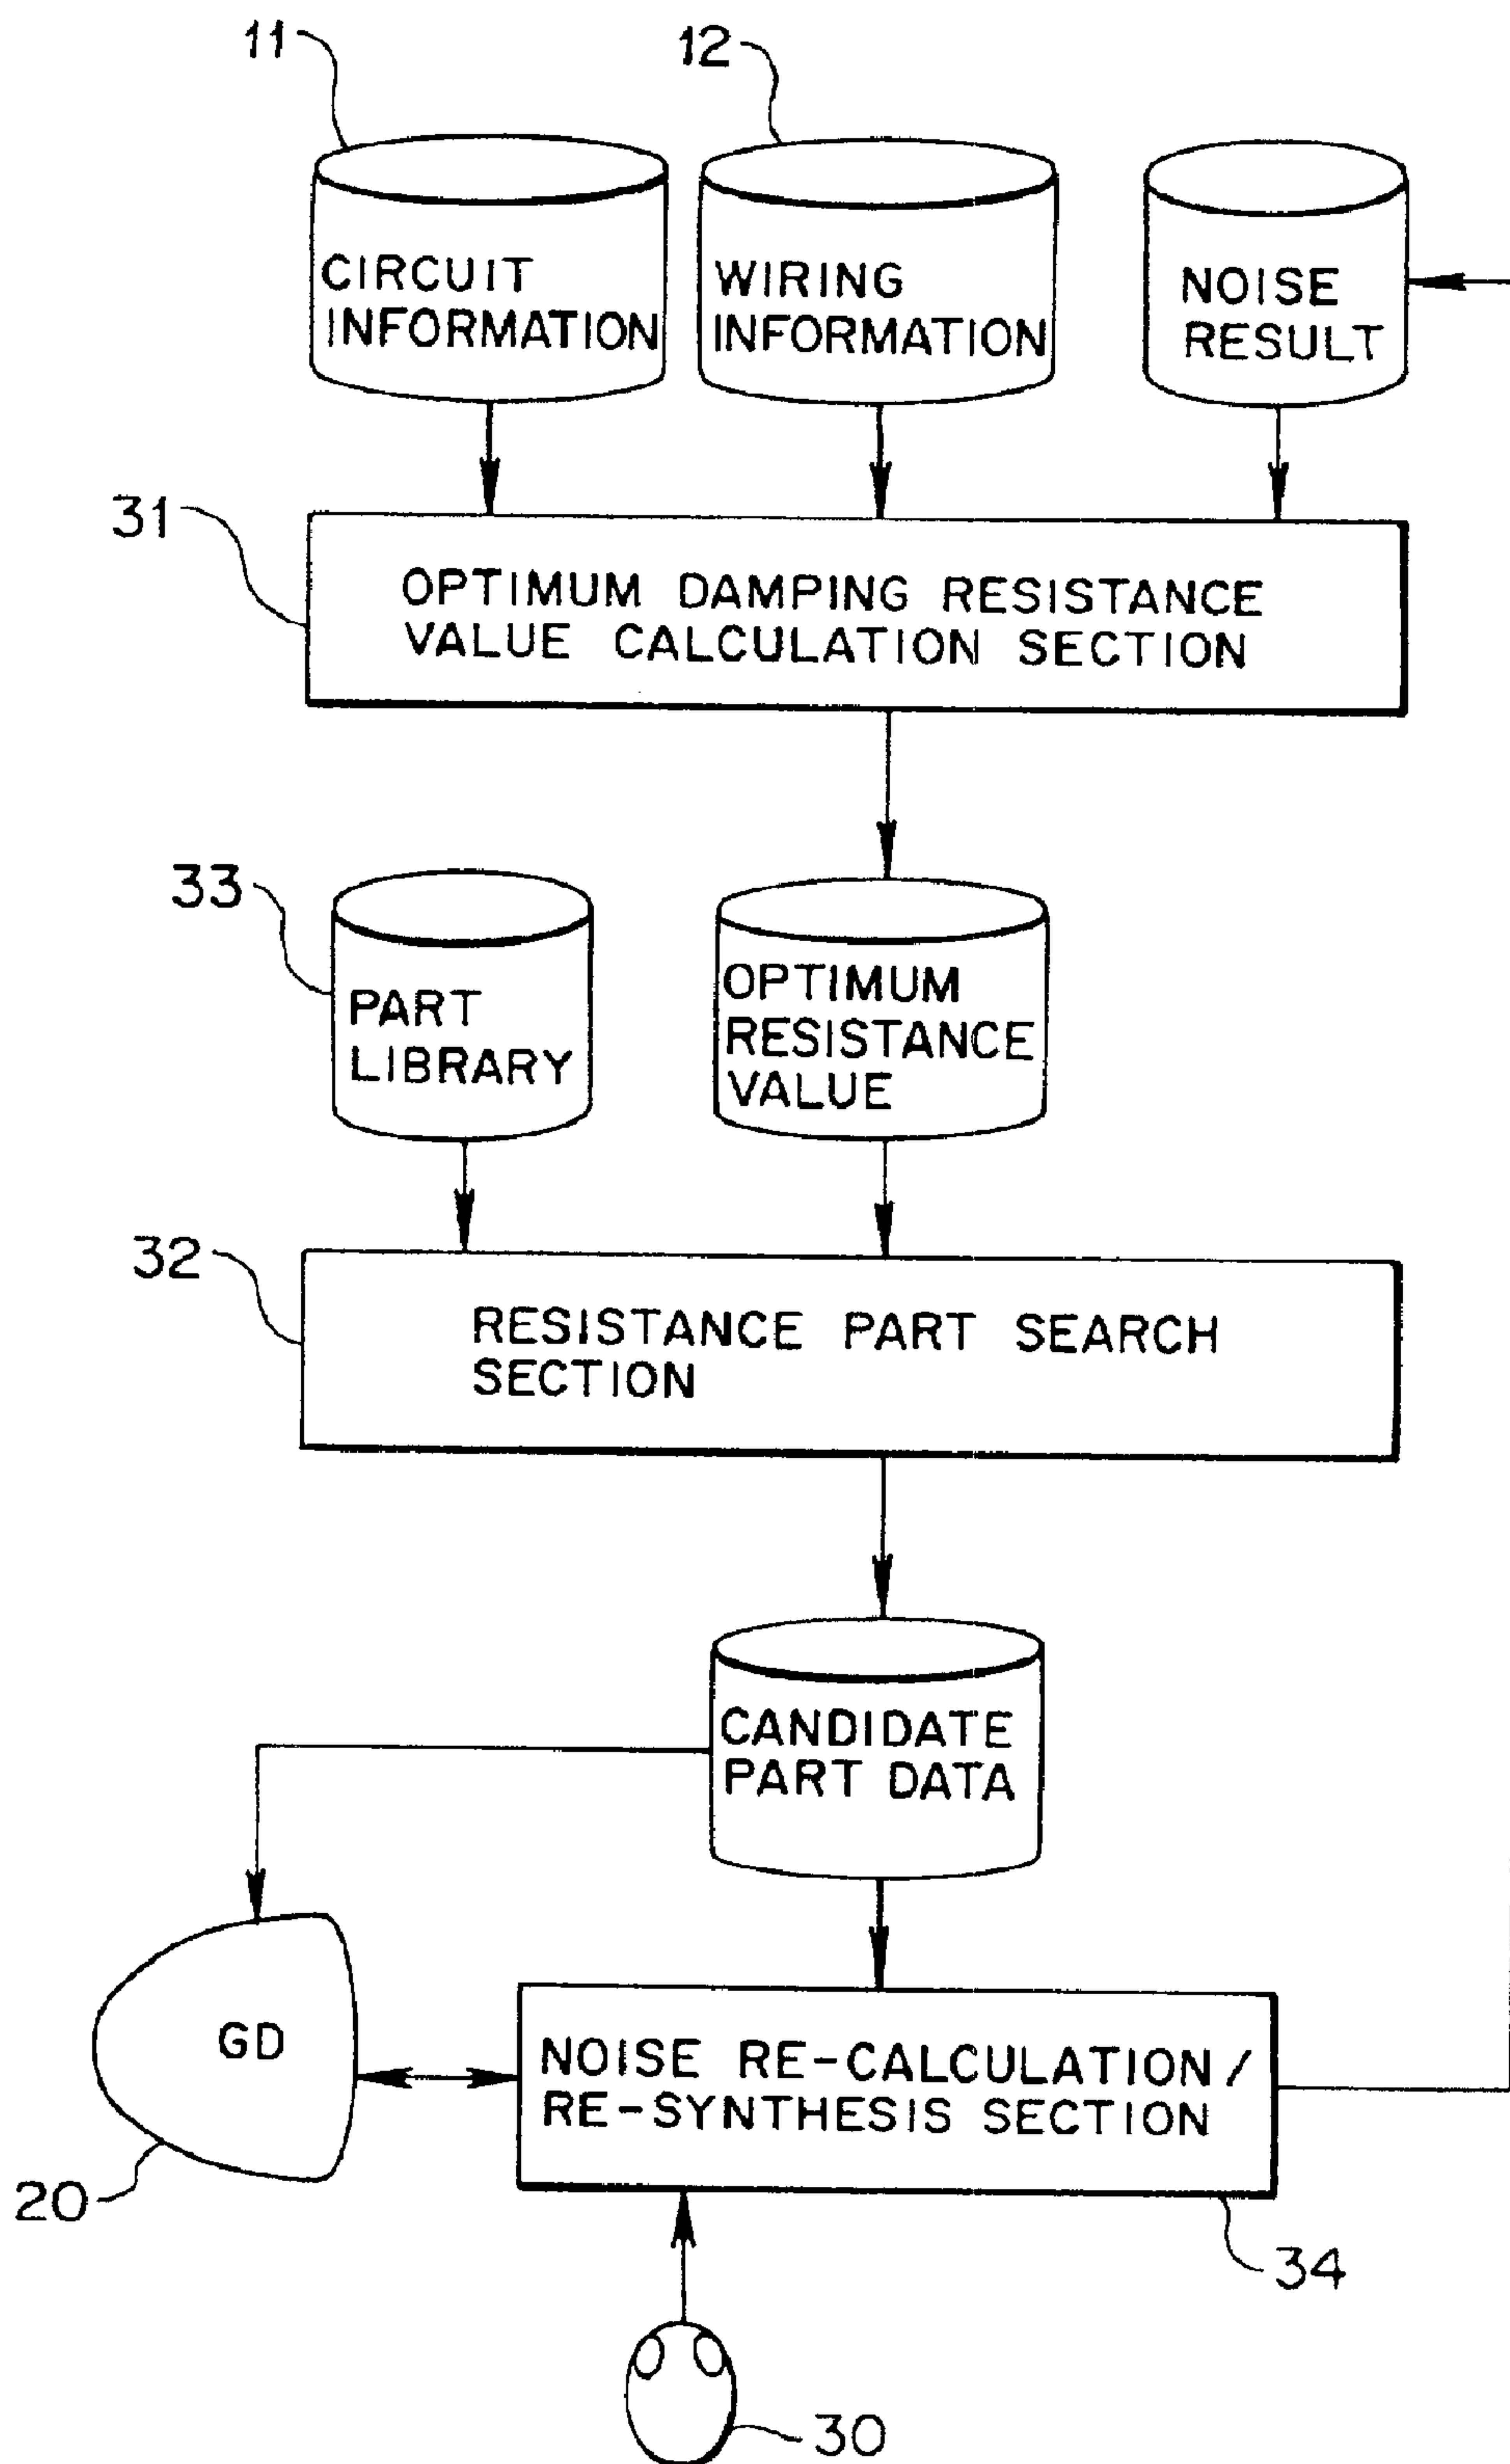 11
12
CIRCUIT
INFORMATION
WIRING
INFORMATION
NOISE
RESULT
31
OPTIMUM DAMPING RESISTANCE
VALUE CALCULATION SECTION
33
PART
LIBRARY
OPTIMUM
RESISTANCE
VALUE
32
RESISTANCE PART SEARCH
SECTION
CANDIDATE
PART DATA
GD
NOISE RE-CALCULATION/
RE-SYNTHESIS SECTION
20
34
30